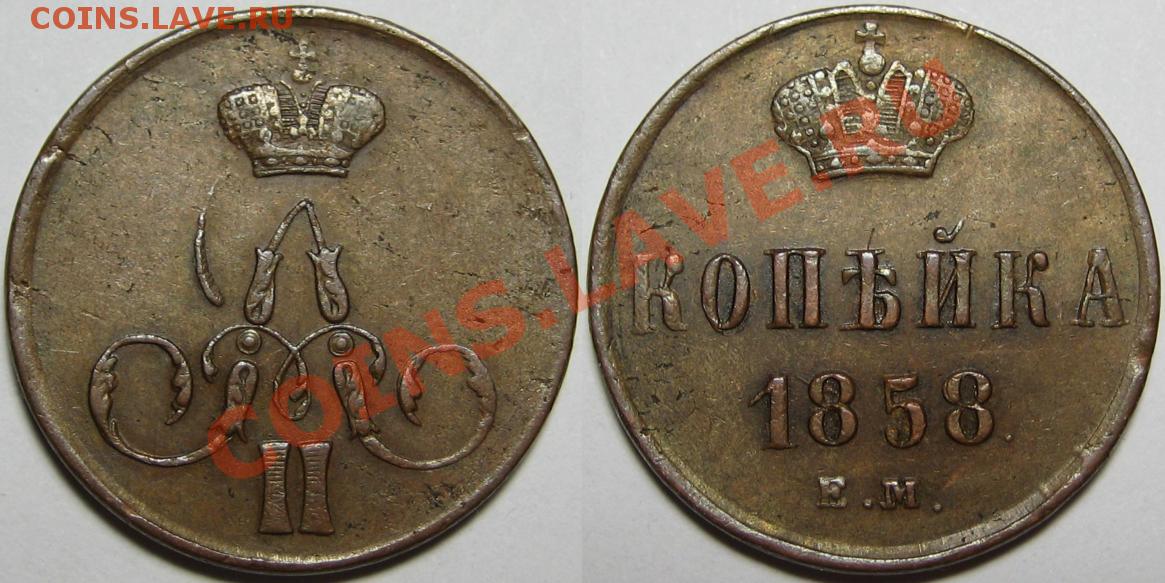 COINS.LAVE.RU
COINS.LAVE.RU
II
КОПѢЙКА
1858.
Е.М.